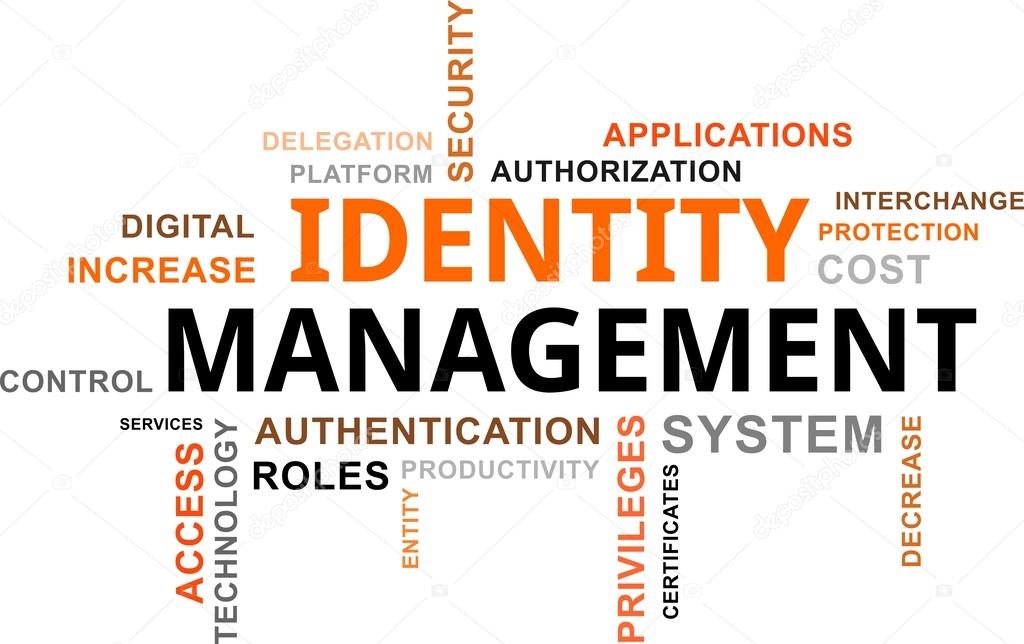 SECURITY
DELEGATION
APPLICATIONS
PLATFORM
AUTHORIZATION
INTERCHANGE
DIGITAL
IDENTITY
PROTECTION
INCREASE
COST
MANAGEMENT
CONTROL
SERVICES
AUTHENTICATION
SYSTEM
ROLES
PRODUCTIVITY
ACCESS
TECHNOLOGY
ENTITY
PRIVILEGES
CERTIFICATES
DECREASE
depositphotos